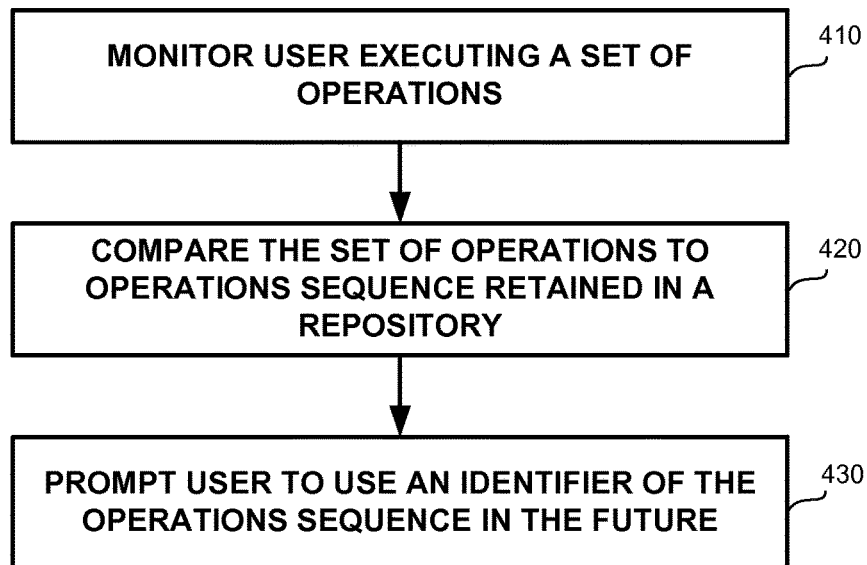 MONITOR USER EXECUTING A SET OF
OPERATIONS
410
COMPARE THE SET OF OPERATIONS TO
OPERATIONS SEQUENCE RETAINED IN A
REPOSITORY
420
PROMPT USER TO USE AN IDENTIFIER OF THE
OPERATIONS SEQUENCE IN THE FUTURE
430